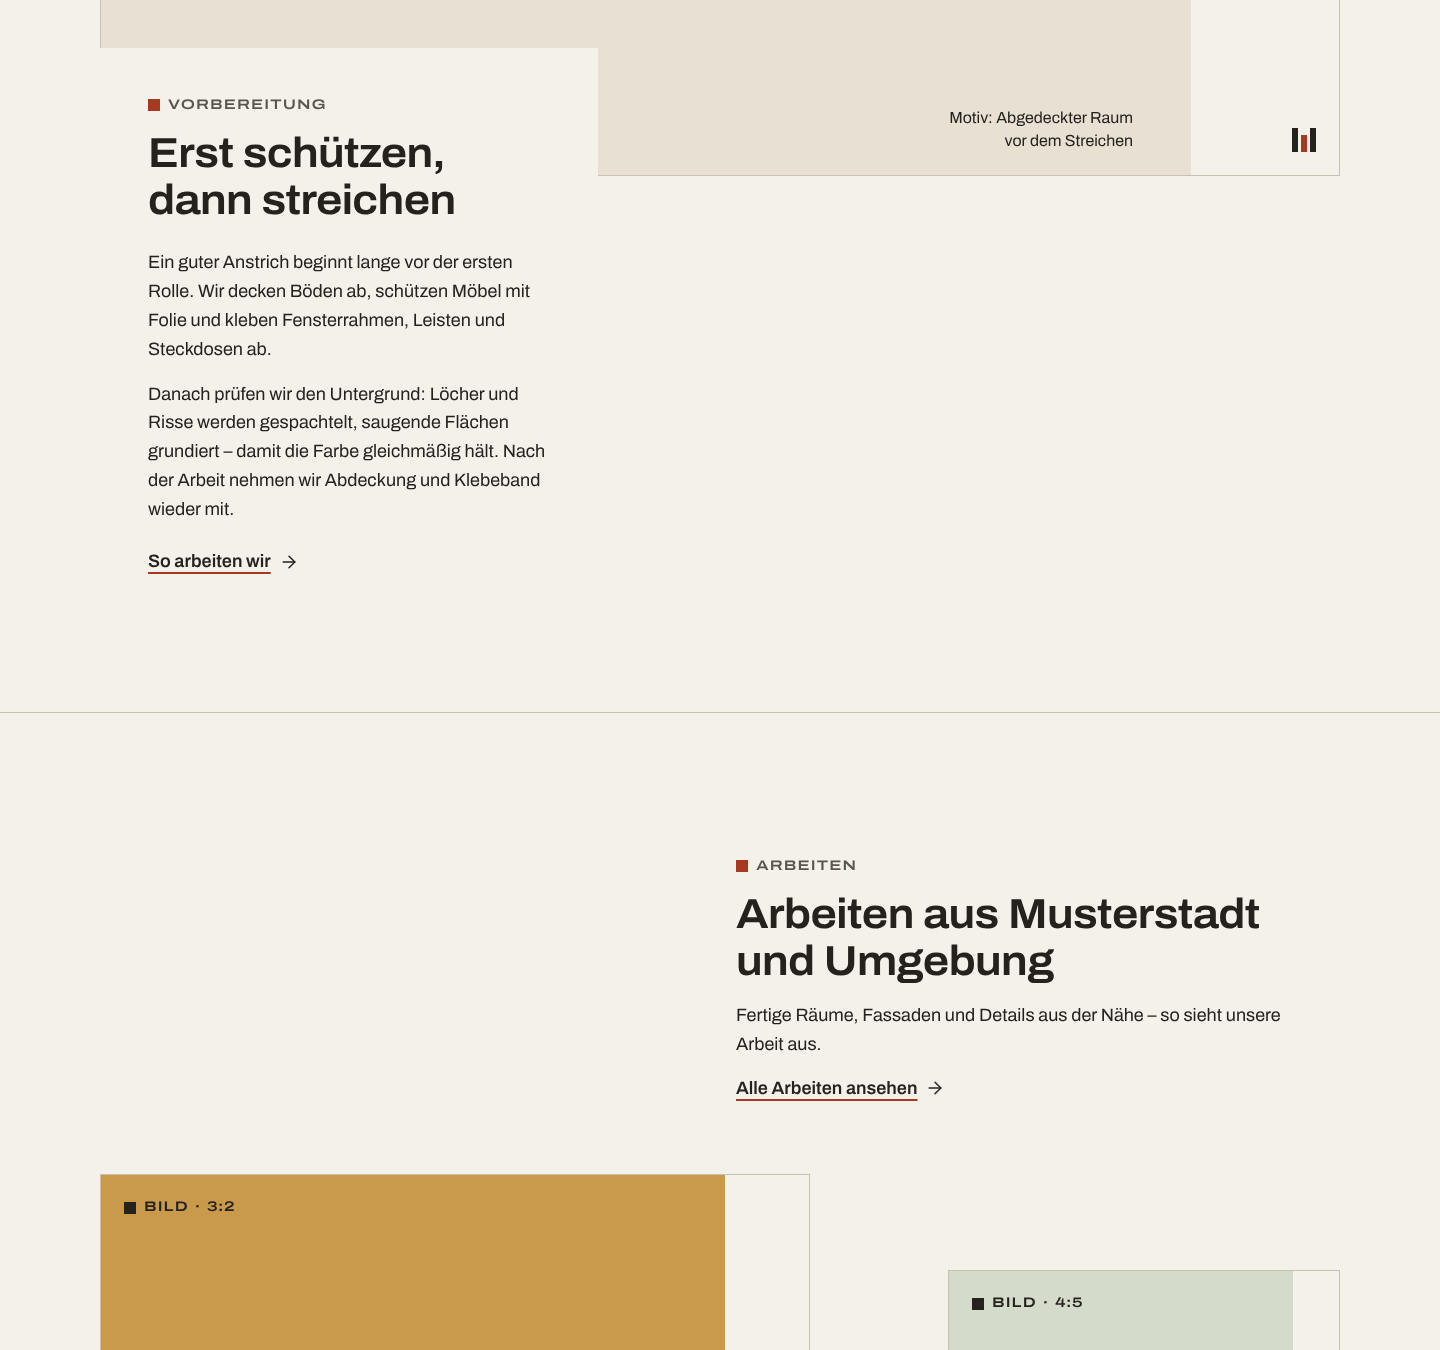 VORBEREITUNG
Erst schützen,
dann streichen
Ein guter Anstrich beginnt lange vor der ersten
Rolle. Wir decken Böden ab, schützen Möbel mit
Folie und kleben Fensterrahmen, Leisten und
Steckdosen ab.
Danach prüfen wir den Untergrund: Löcher und
Risse werden gespachtelt, saugende Flächen
grundiert – damit die Farbe gleichmäßig hält. Nach
der Arbeit nehmen wir Abdeckung und Klebeband
wieder mit.
So arbeiten wir →
Motiv: Abgedeckter Raum
vor dem Streichen
ARBEITEN
Arbeiten aus Musterstadt
und Umgebung
Fertige Räume, Fassaden und Details aus der Nähe – so sieht unsere
Arbeit aus.
Alle Arbeiten ansehen →
BILD · 3:2
BILD · 4:5